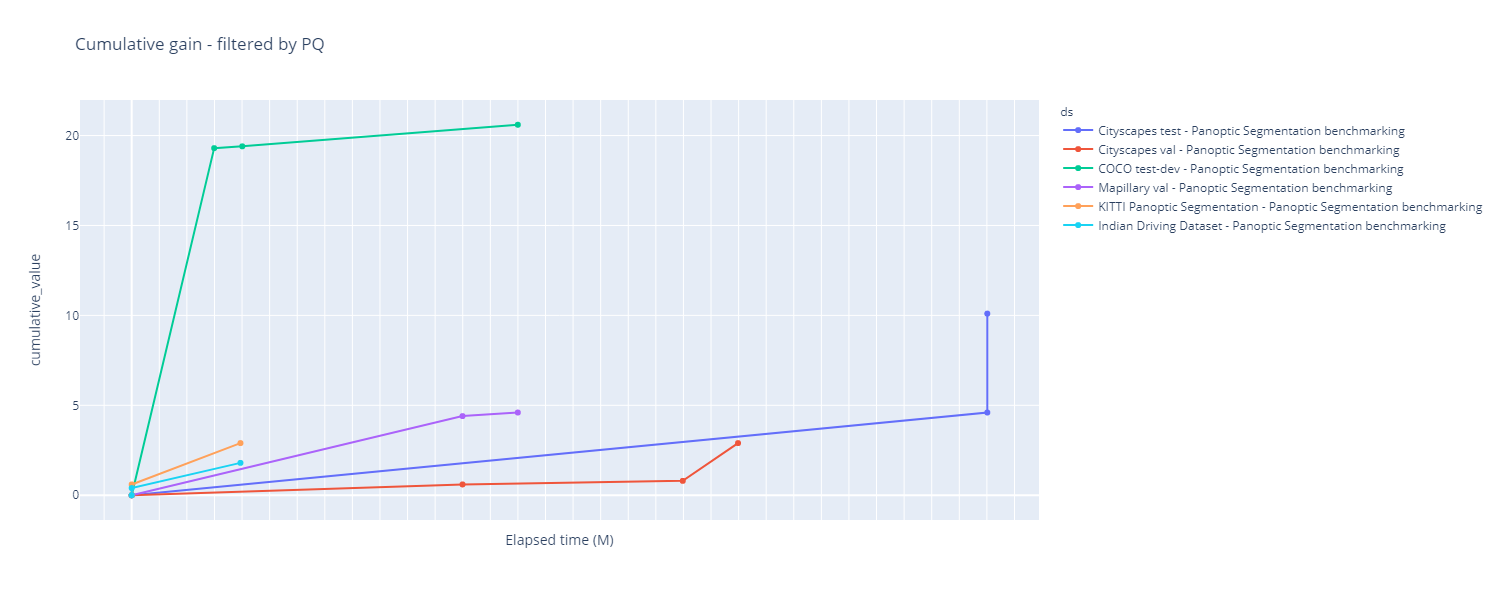 Cumulative gain - filtered by PQ
ds
Cityscapes test - Panoptic Segmentation benchmarking
Cityscapes val - Panoptic Segmentation benchmarking
COCO test-dev - Panoptic Segmentation benchmarking
Mapillary val - Panoptic Segmentation benchmarking
KITTI Panoptic Segmentation - Panoptic Segmentation benchmarking
Indian Driving Dataset - Panoptic Segmentation benchmarking
20
15
10
5
0
cumulative_value
Elapsed time (M)